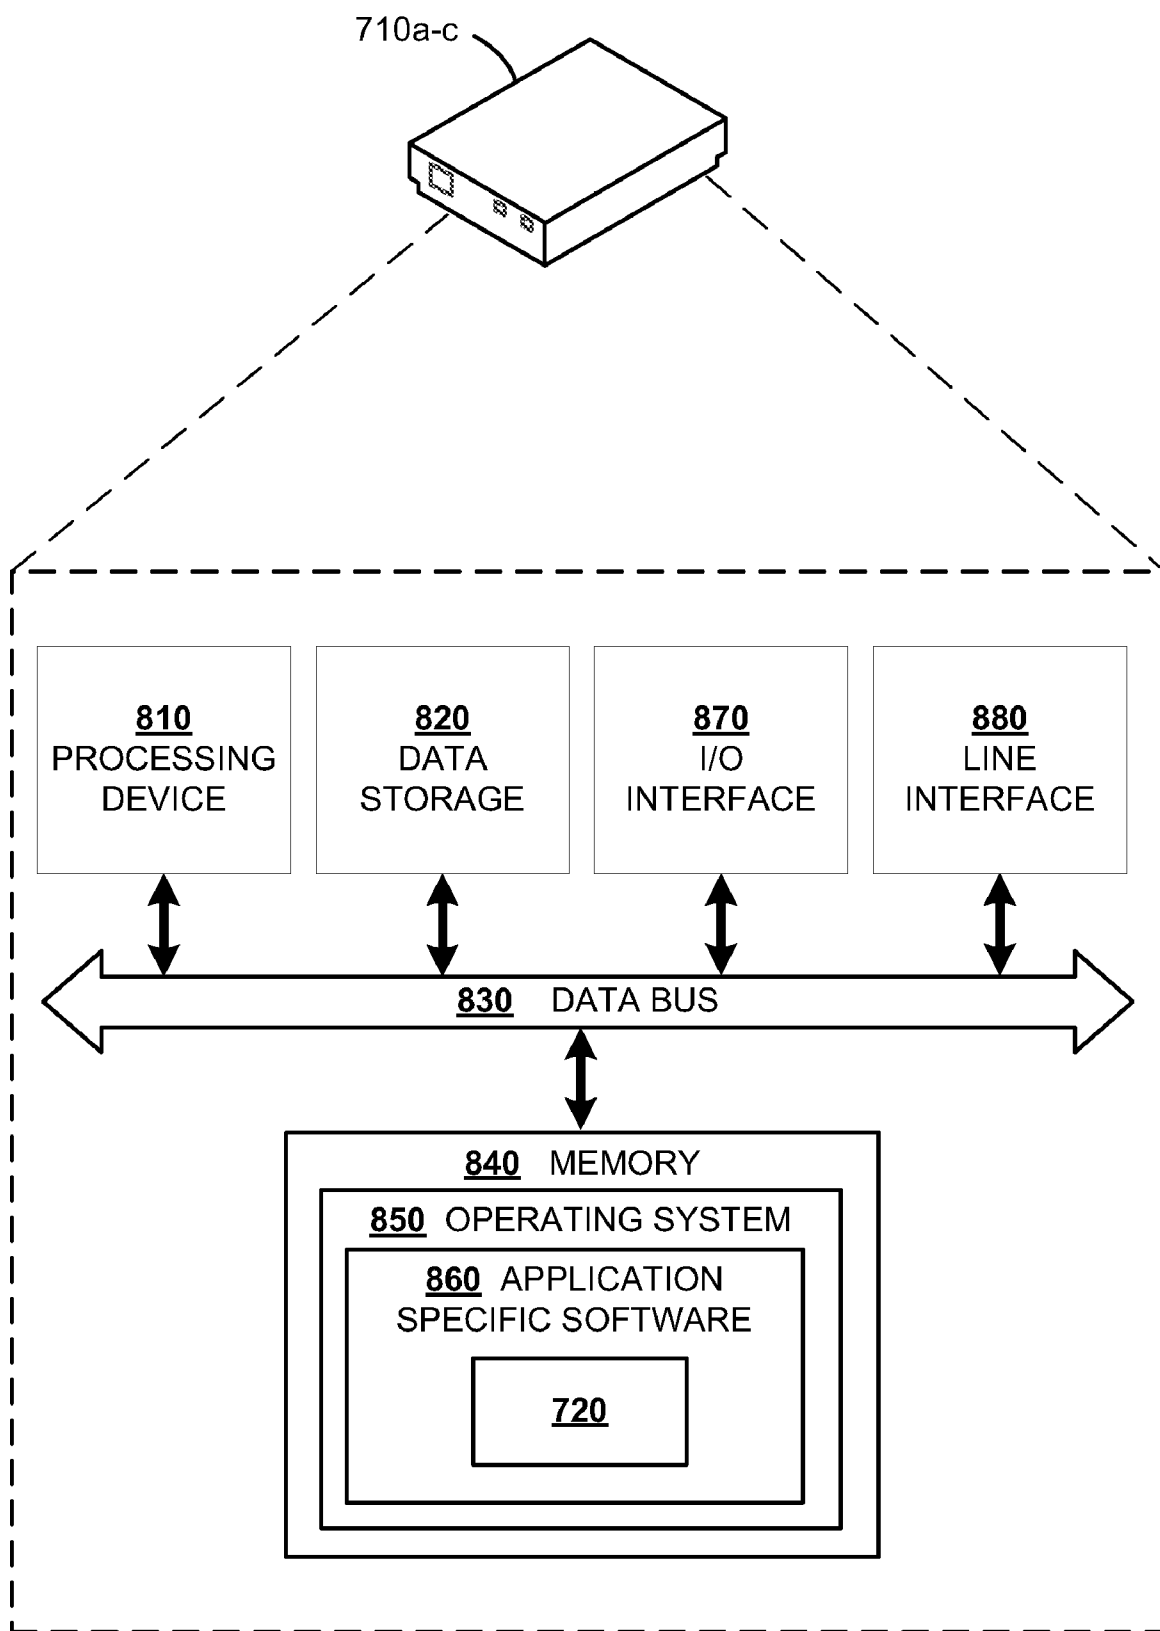 710a-c
810
PROCESSING
DEVICE
820
DATA
STORAGE
870
I/O
INTERFACE
880
LINE
INTERFACE
830 DATA BUS
840 MEMORY
850 OPERATING SYSTEM
860 APPLICATION
SPECIFIC SOFTWARE
720